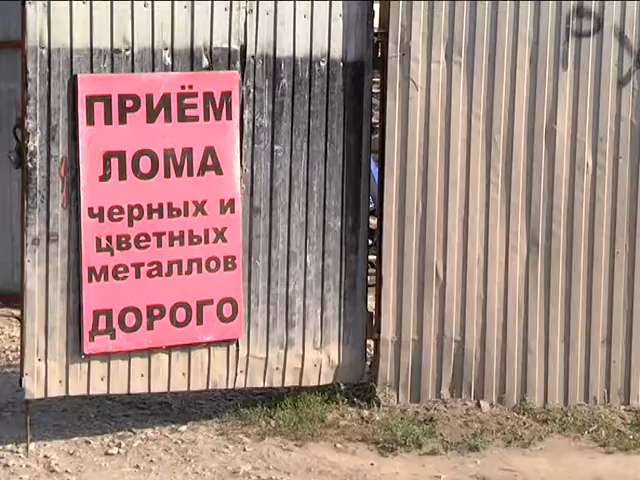 ПРИЁМ
ЛОМА
черных и
цветных
металлов
ДОРОГО